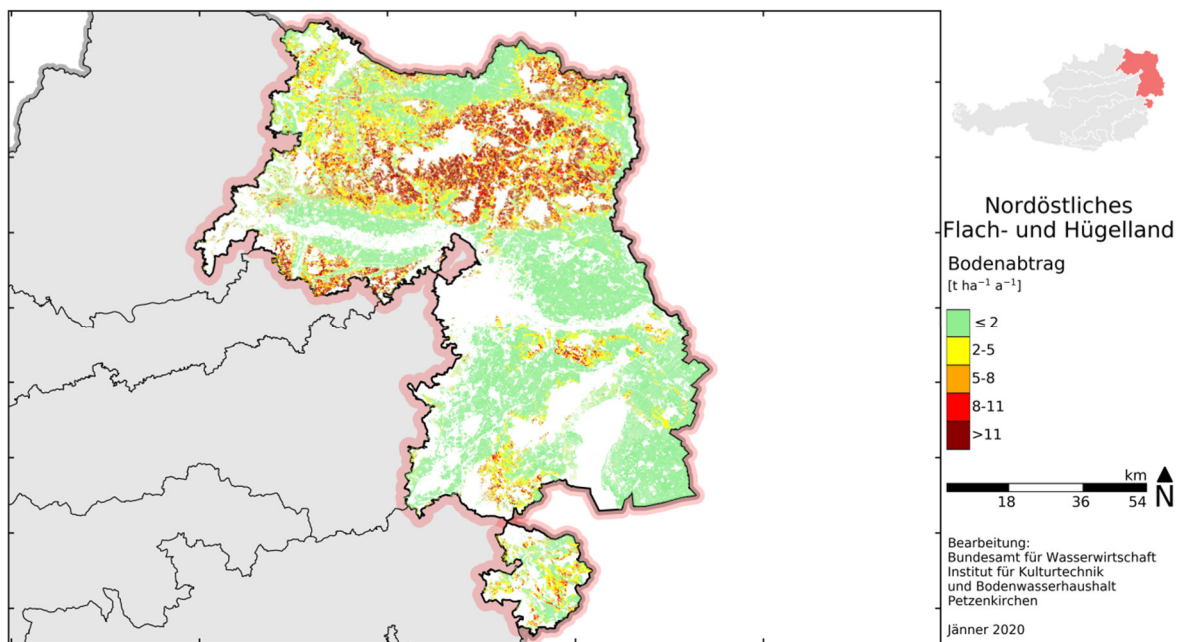 Nordöstliches
Flach- und Hügelland
Bodenabtrag
[t ha⁻¹ a⁻¹]
≤ 2
2-5
5-8
8-11
>11
km
18 36 54
N
Bearbeitung:
Bundesamt für Wasserwirtschaft
Institut für Kulturtechnik
und Bodenwasserhaushalt
Petzenkirchen
Jänner 2020